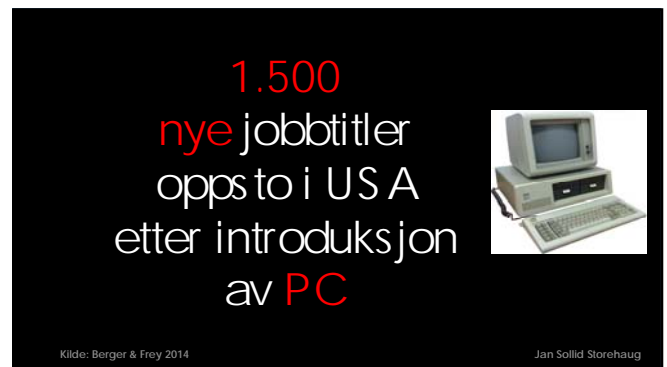 1.500
nye jobbtitler
oppsto i USA
etter introduksjon
av PC
Kilde: Berger & Frey 2014
Jan Sollid Storehaug